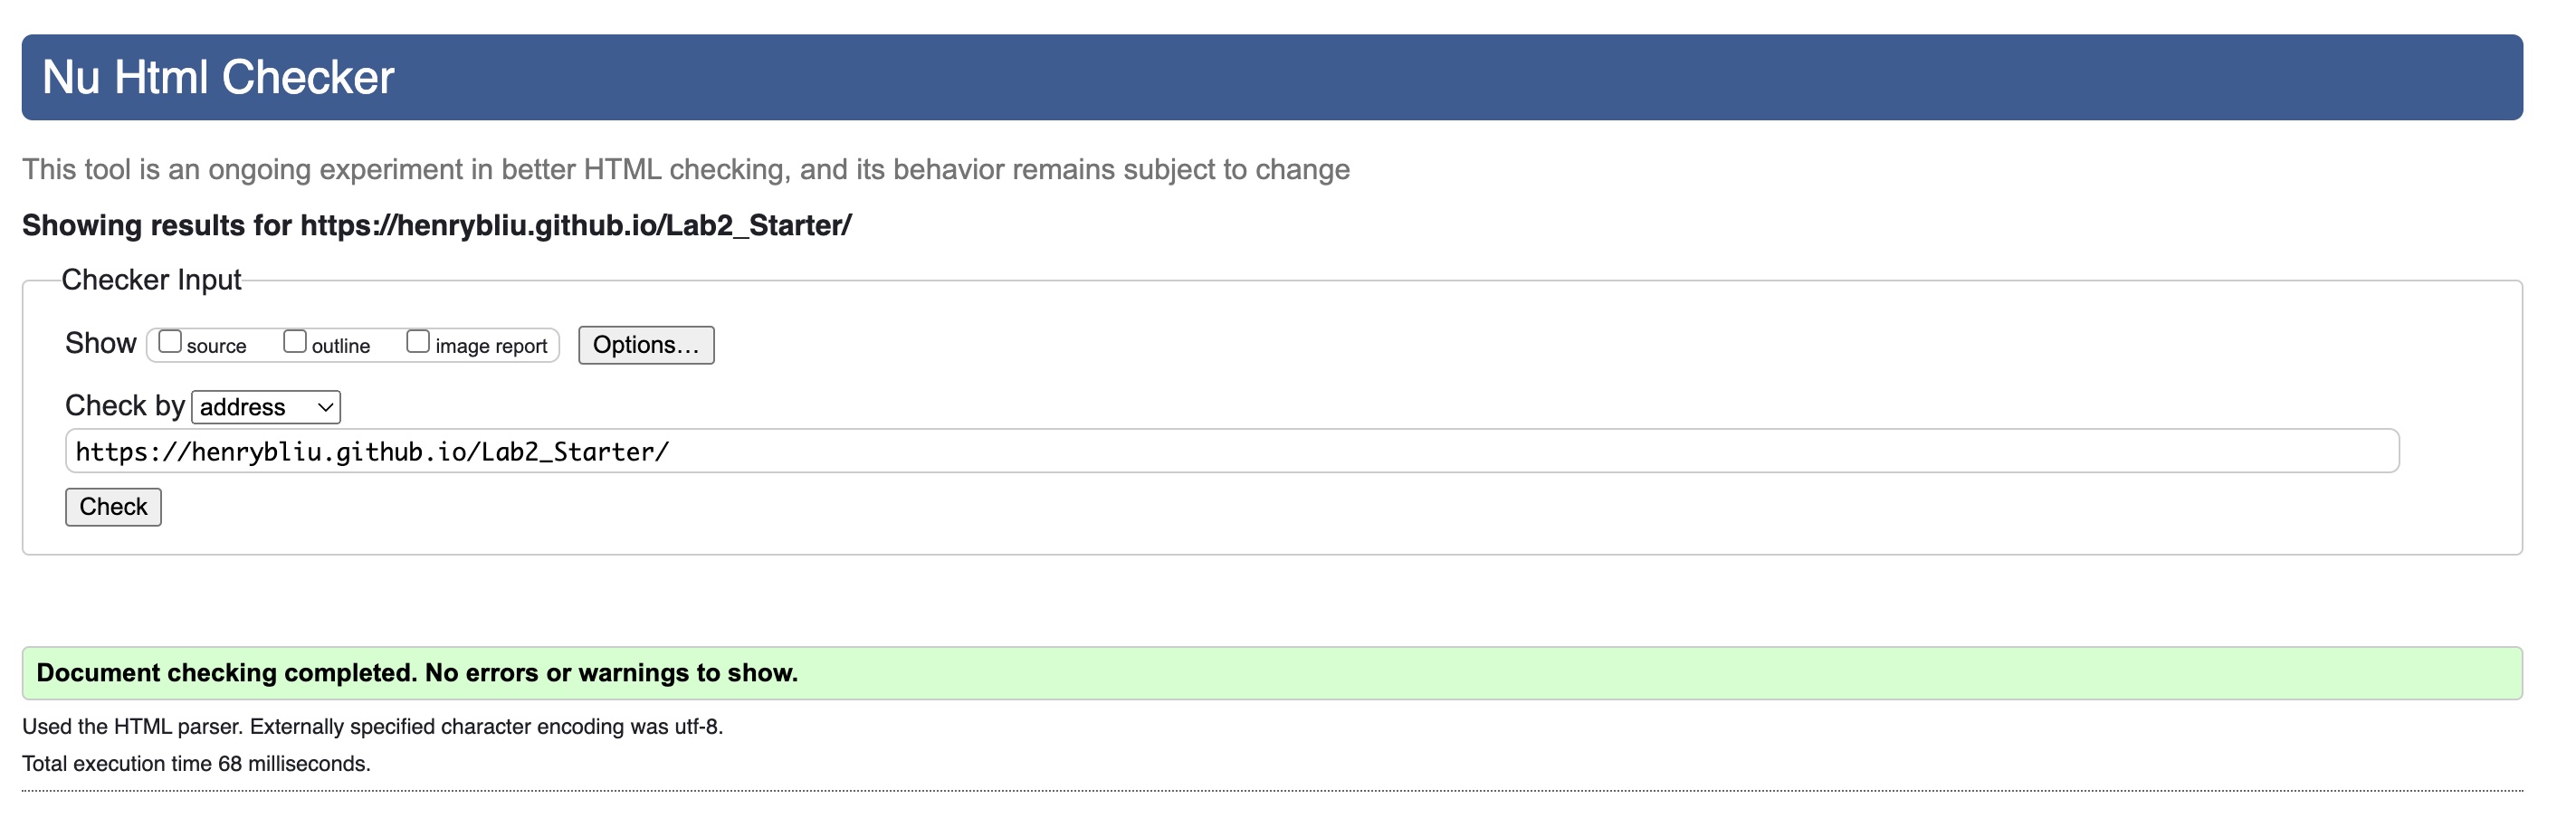 Nu Html Checker
This tool is an ongoing experiment in better HTML checking, and its behavior remains subject to change
Showing results for https://henrybliu.github.io/Lab2_Starter/
Checker Input
Show source outline image report Options...
Check by address
https://henrybliu.github.io/Lab2_Starter/
Check
Document checking completed. No errors or warnings to show.
Used the HTML parser. Externally specified character encoding was utf-8.
Total execution time 68 milliseconds.